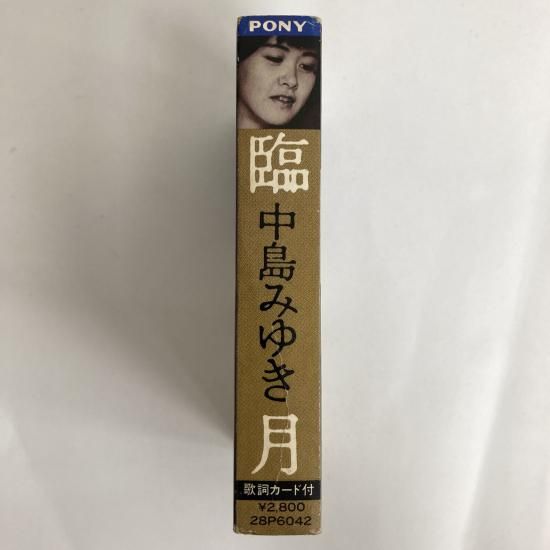 PONY
臨
中島みゆき
月
歌詞カード付
¥2,800
28P6042